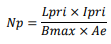 Np = Lpri × Ipri / Bmax × Ae